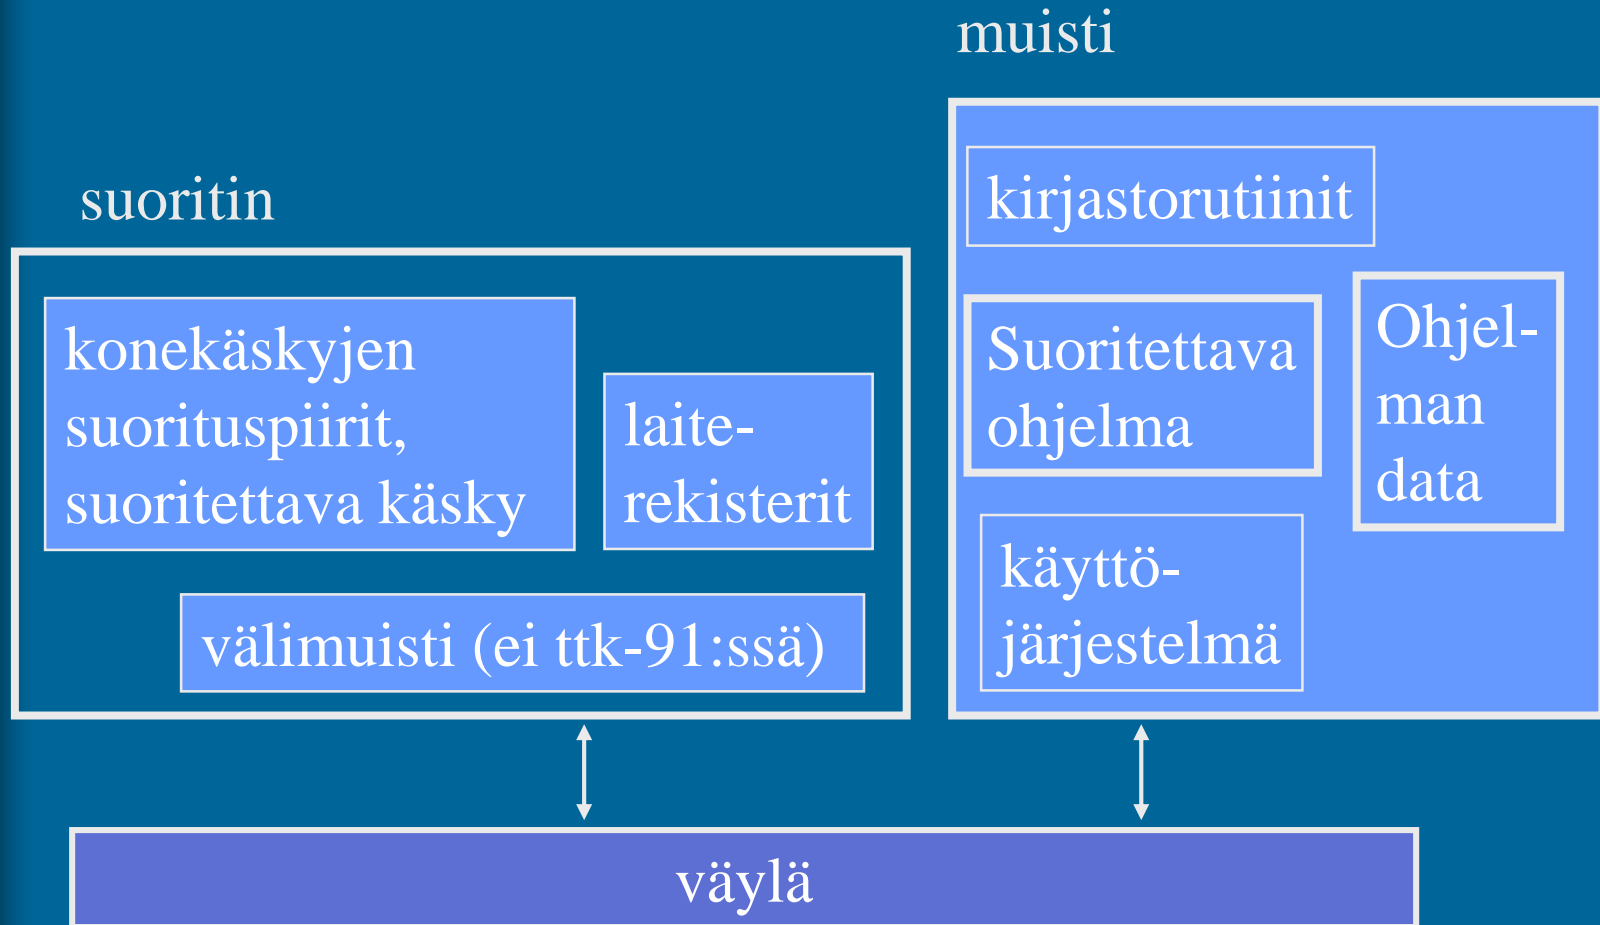 muisti
suoritin
konekäskyjen
suorituspiirit,
suoritettava käsky
laite-
rekisterit
välimuisti (ei ttk-91:ssä)
kirjastorutiinit
Suoritettava
ohjelma
Ohjel-
man
data
käyttö-
järjestelmä
väylä